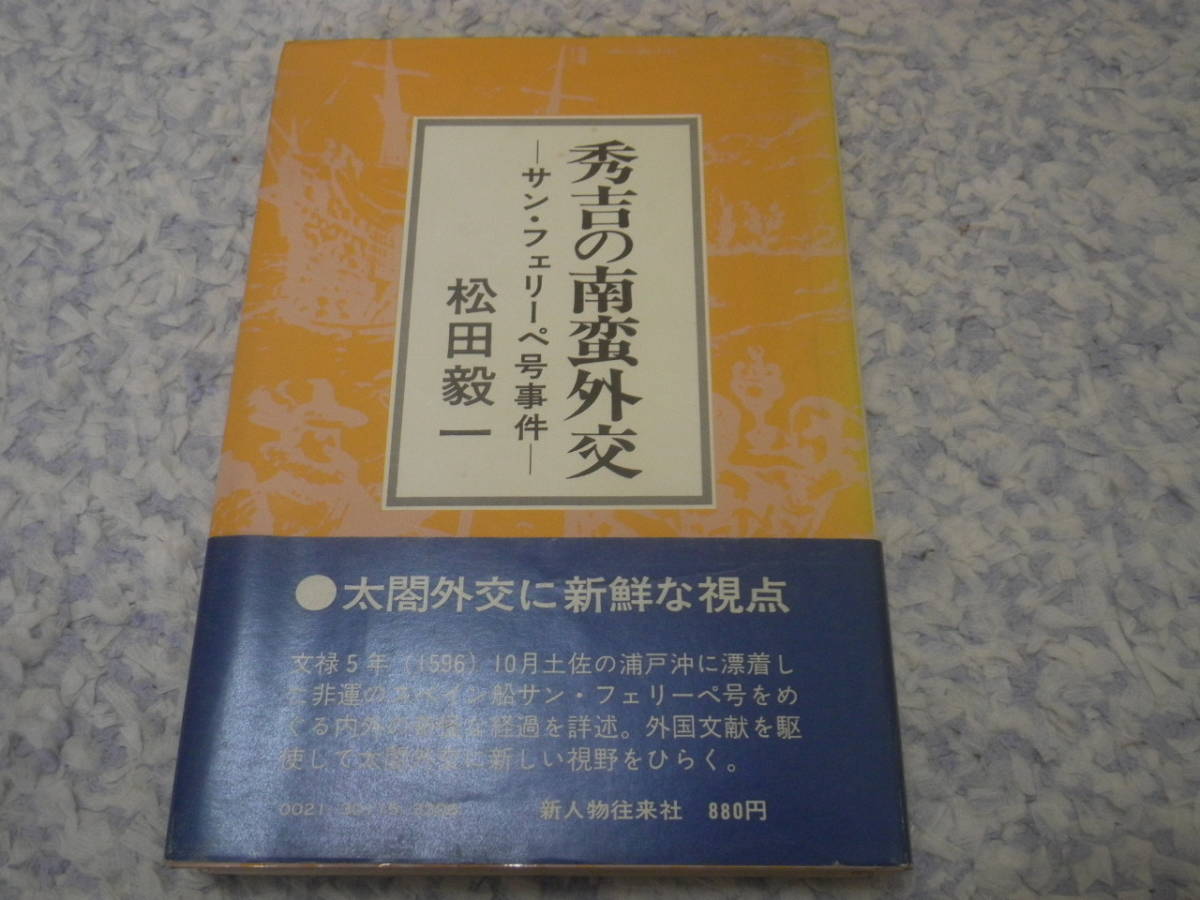 秀吉の南蛮外交
―サン・フェリーペ号事件―
松田毅一
●太閤外交に新鮮な視点
文禄5年(1596)10月土佐の浦戸沖に漂着し
た非運のスペイン船サン・フェリーペ号をめ
ぐる内外の な経過を詳述。外国文献を駆
使して太閤外交に新しい視野をひらく。
0021
新人物往来社 880円